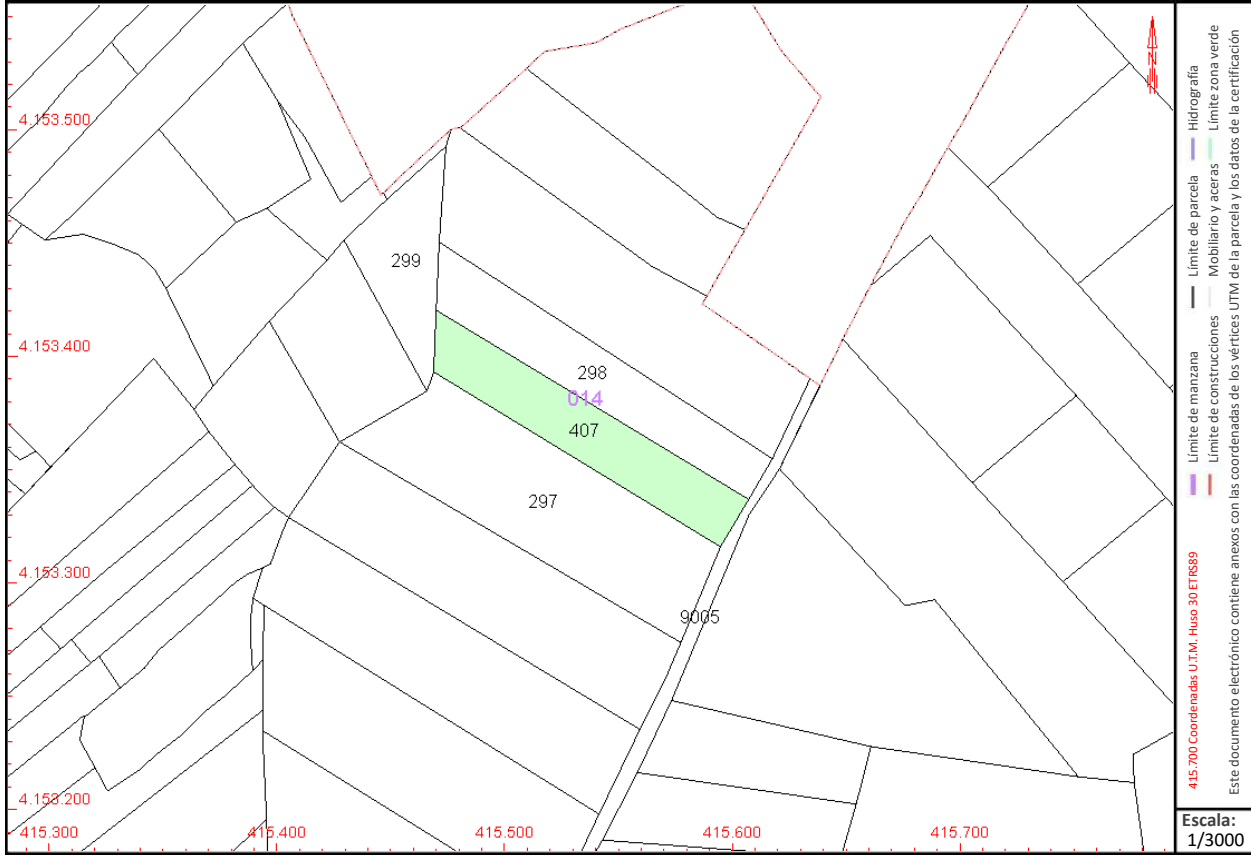 4.153.500
299
4.153.400
298
014
407
297
4.153.300
9005
4.153.200
415.300
415.400
415.500
415.600
415.700
N
415.700 Coordenadas U.T.M. Huso 30 ETRS89
Límite de manzana
Límite de parcela
Hidrografía
Límite de construcciones
Mobiliario y aceras
Límite zona verde
Este documento electrónico contiene anexos con las coordenadas de los vértices UTM de la parcela y los datos de la certificación
Escala:
1/3000